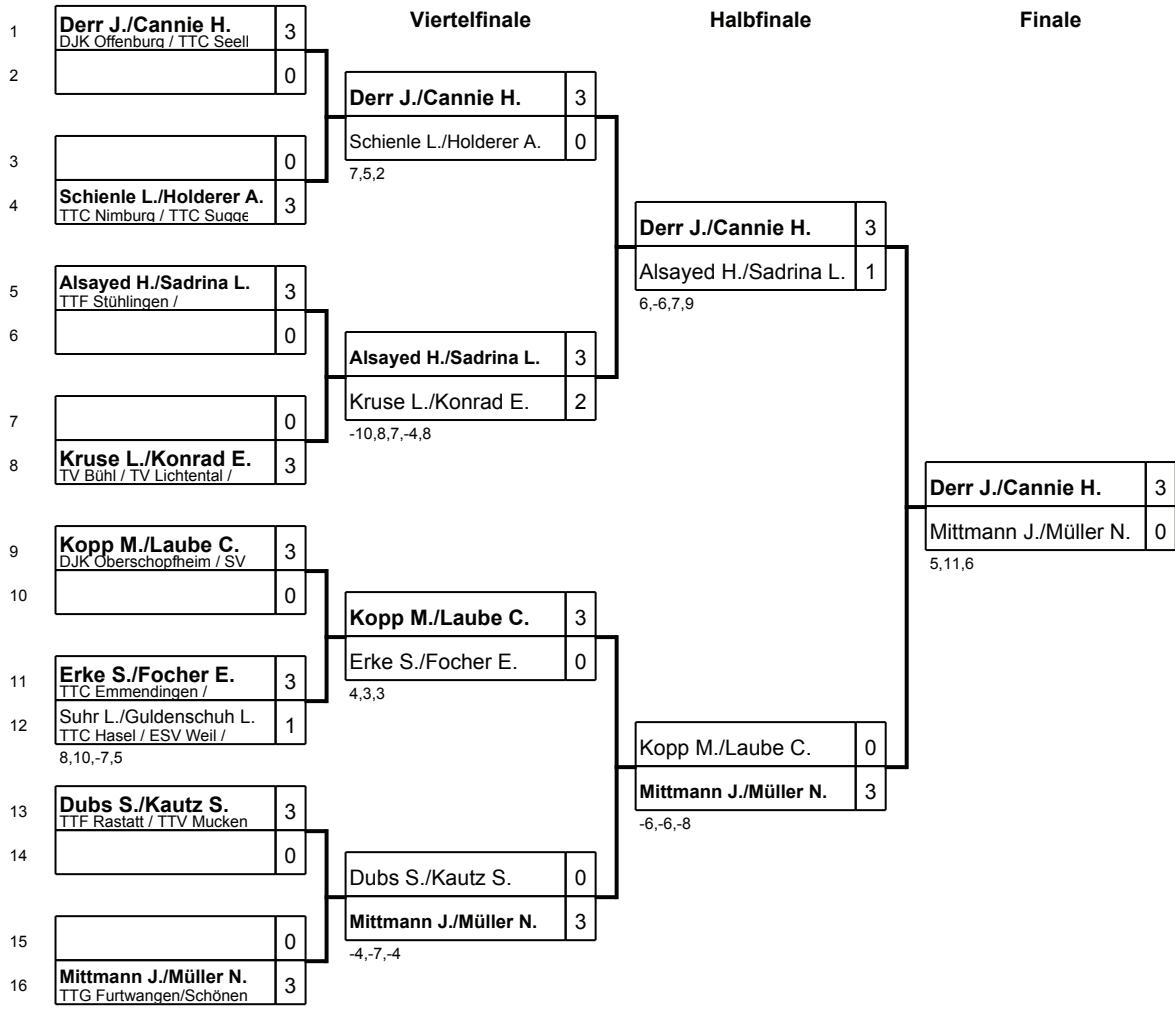 Viertelfinale
Halbfinale
Finale
1 Derr J./Cannie H. 3
DJK Offenburg / TTC Seell
2 0
3 0
4 Schienle L./Holderer A. 3
TTC Nimburg / TTC Sugge
5 Alsayed H./Sadrina L. 3
TTF Stühlingen /
6 0
7 0
8 Kruse L./Konrad E. 3
TV Bühl / TV Lichtental /
9 Kopp M./Laube C. 3
DJK Oberschopfheim / SV
10 0
11 Erke S./Focher E. 3
TTC Emmendingen /
12 Suhr L./Guldenschuh L. 1
TTC Hasel / ESV Weil /
8,10,-7,5
13 Dubs S./Kautz S. 3
TTF Rastatt / TTV Mucken
14 0
15 0
16 Mittmann J./Müller N. 3
TTG Furtwangen/Schönen
Derr J./Cannie H. 3
Schienle L./Holderer A. 0
7,5,2
Alsayed H./Sadrina L. 3
Kruse L./Konrad E. 2
-10,8,7,-4,8
Kopp M./Laube C. 3
Erke S./Focher E. 0
4,3,3
Dubs S./Kautz S. 0
Mittmann J./Müller N. 3
-4,-7,-4
Derr J./Cannie H. 3
Alsayed H./Sadrina L. 1
6,-6,7,9
Kopp M./Laube C. 0
Mittmann J./Müller N. 3
-6,-6,-8
Derr J./Cannie H. 3
Mittmann J./Müller N. 0
5,11,6